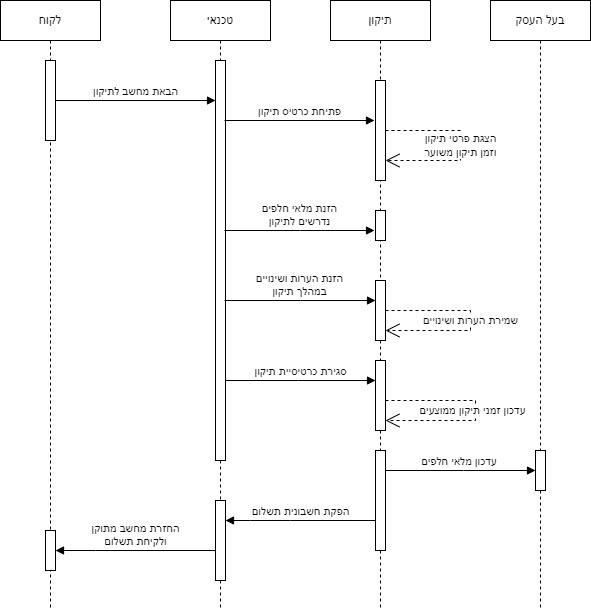 לקוח
טכנאי
תיקון
בעל העסק
הבאת מחשב לתיקון
פתיחת כרטיס תיקון
הצגת פרטי תיקון
וזמן תיקון משוער
הזנת מלאי חלפים
נדרשים לתיקון
הזנת הערות ושינויים
במהלך תיקון
שמירת הערות ושינויים
סגירת כרטיסיית תיקון
עדכון זמני תיקון ממוצעים
עדכון מלאי חלפים
הפקת חשבונית תשלום
החזרת מחשב מתוקן
ולקיחת תשלום